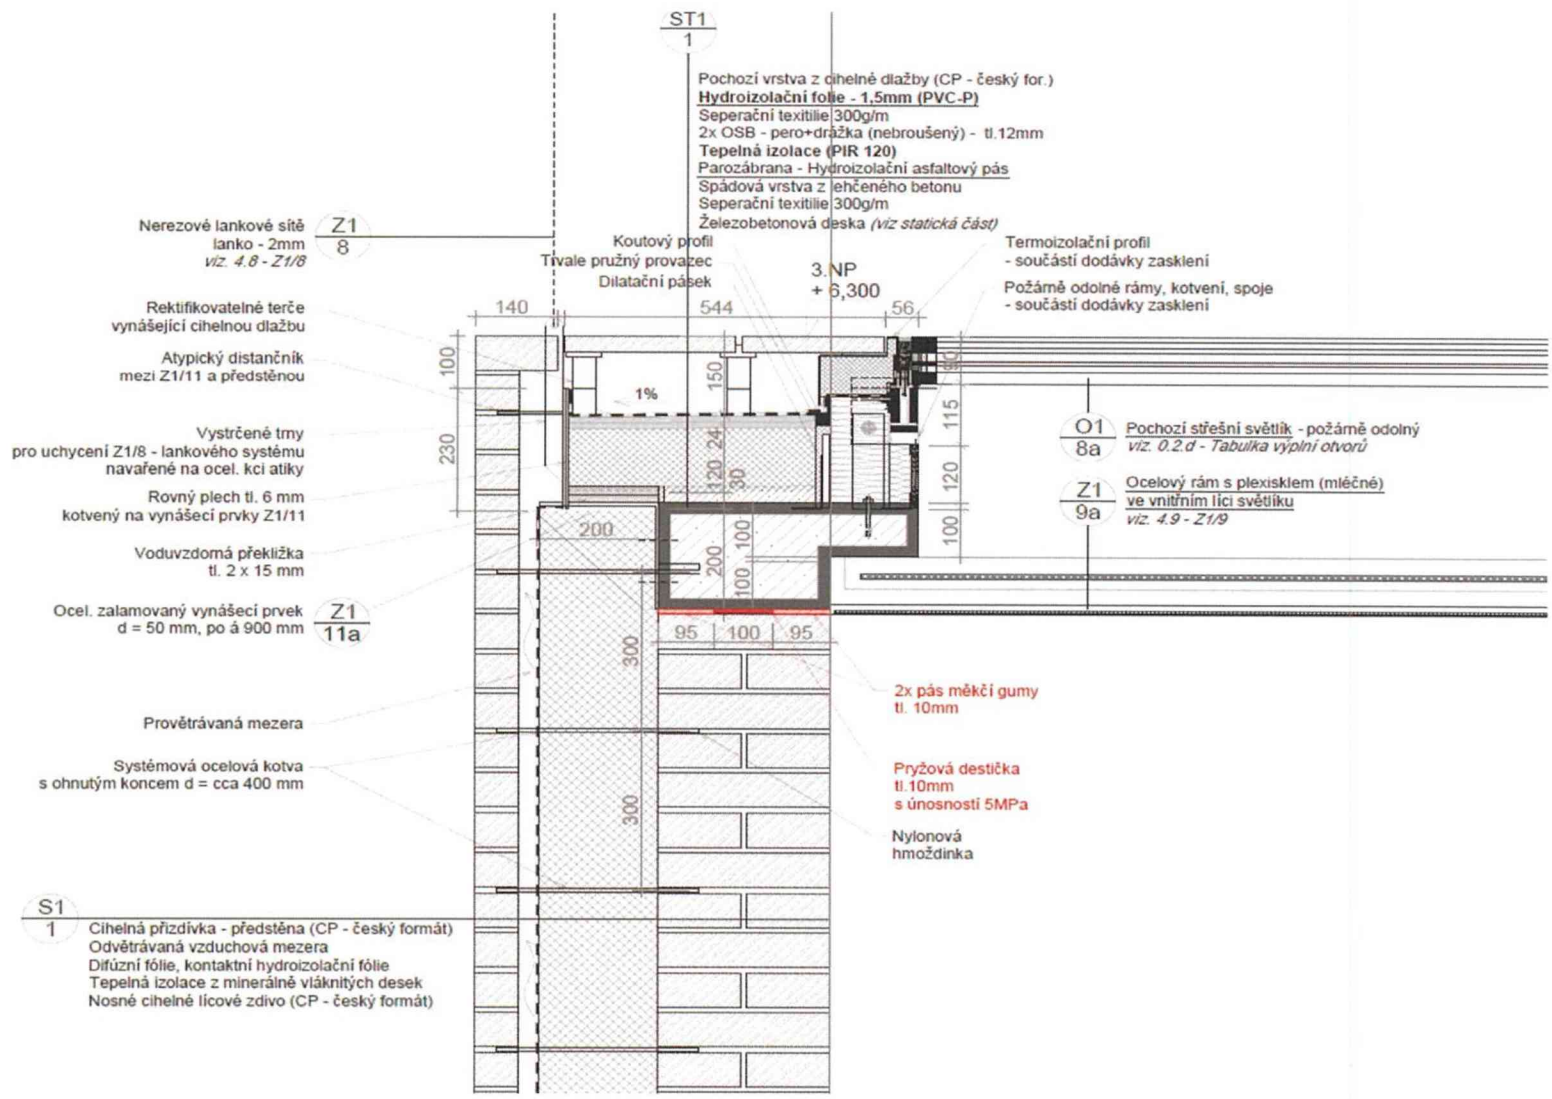 ST1
1
Pochozí vrstva z cihelné dlažby (CP - český for.)
Hydroizolační folie - 1,5mm (PVC-P)
Seperační texitilie 300g/m
2x OSB - pero+drážka (nebroušený) - tl.12mm
Tepelná izolace (PIR 120)
Parozábrana - Hydroizolační asfaltový pás
Spádová vrstva z lehčeného betonu
Seperační texitilie 300g/m
Železobetonová deska (viz statická část)
Nerezové lankové sítě
lanko - 2mm
viz. 4.8 - Z1/8
Z1
8
Koutový profil
Trvale pružný provazec
Dilatační pásek
3.NP
+ 6,300
Termoizolační profil
- součástí dodávky zasklení
Požárně odolné rámy, kotvení, spoje
- součástí dodávky zasklení
Rektifikovatelné terče
vynášející cihelnou dlažbu
140
544
56
Atypický distančník
mezi Z1/11 a předstěnou
100
150
90
1%
115
Vystrčené trny
pro uchycení Z1/8 - lankového systému
navařené na ocel. kci atiky
230
24
120
30
120
O1
8a
Pochozí střešní světlík - požárně odolný
viz. 0.2.d - Tabulka výplní otvorů
Rovný plech tl. 6 mm
kotvený na vynášecí prvky Z1/11
Z1
9a
Ocelový rám s plexisklem (mléčné)
ve vnitřním líci světlíku
viz. 4.9 - Z1/9
200
100
100
Voduvzdorná překližka
tl. 2 x 15 mm
200
100
Ocel. zalamovaný vynášecí prvek
d = 50 mm, po á 900 mm
Z1
11a
95
100
95
300
2x pás měkčí gumy
tl. 10mm
Provětrávaná mezera
Systémová ocelová kotva
s ohnutým koncem d = cca 400 mm
Pryžová destička
tl.10mm
s únosností 5MPa
300
Nylonová
hmoždinka
S1
1
Cihelná přizdívka - předstěna (CP - český formát)
Odvětrávaná vzduchová mezera
Difúzní fólie, kontaktní hydroizolační fólie
Tepelná izolace z minerálně vláknitých desek
Nosné cihelné lícové zdivo (CP - český formát)